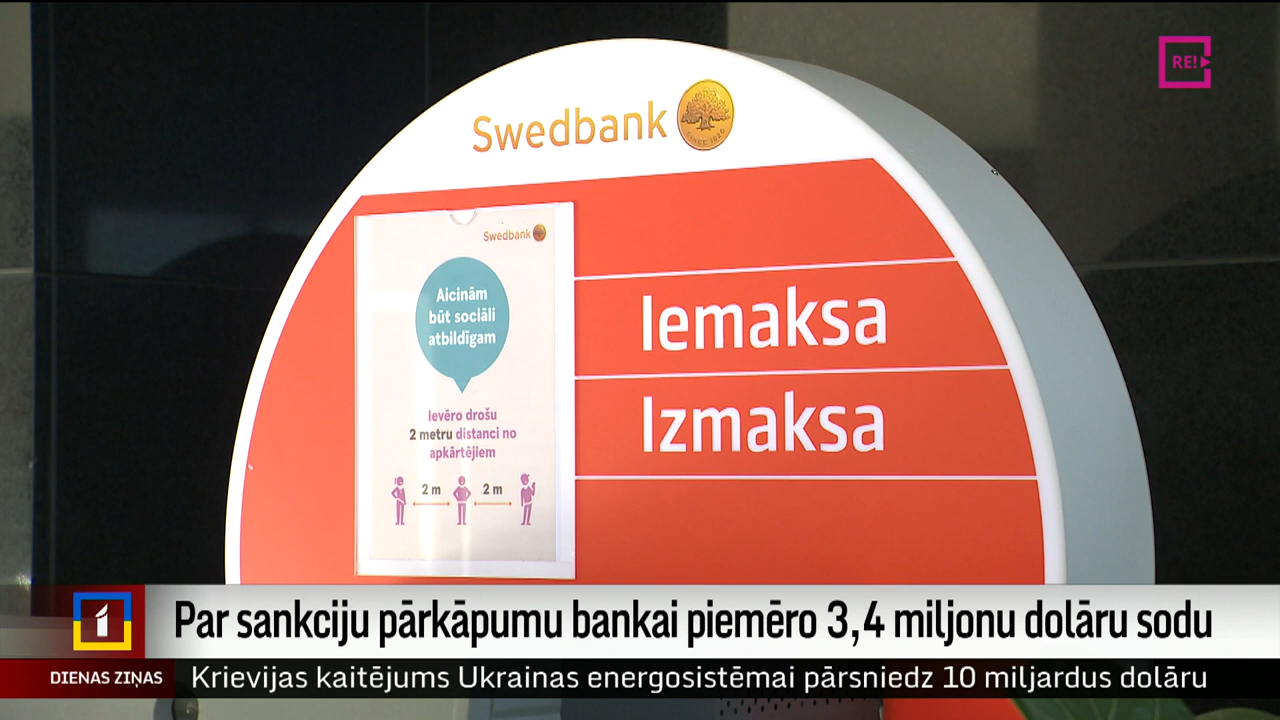 RE!
Swedbank
SINCE 1820
Swedbank
Aicinām
būt sociāli
atbildīgam
Ievēro drošu
2 metru distanci no
apkārtējiem
2 m 2 m
Iemaksa
Izmaksa
1
Par sankciju pārkāpumu bankai piemēro 3,4 miljonu dolāru sodu
DIENAS ZIŅAS
Krievijas kaitējums Ukrainas energosistēmai pārsniedz 10 miljardus dolāru